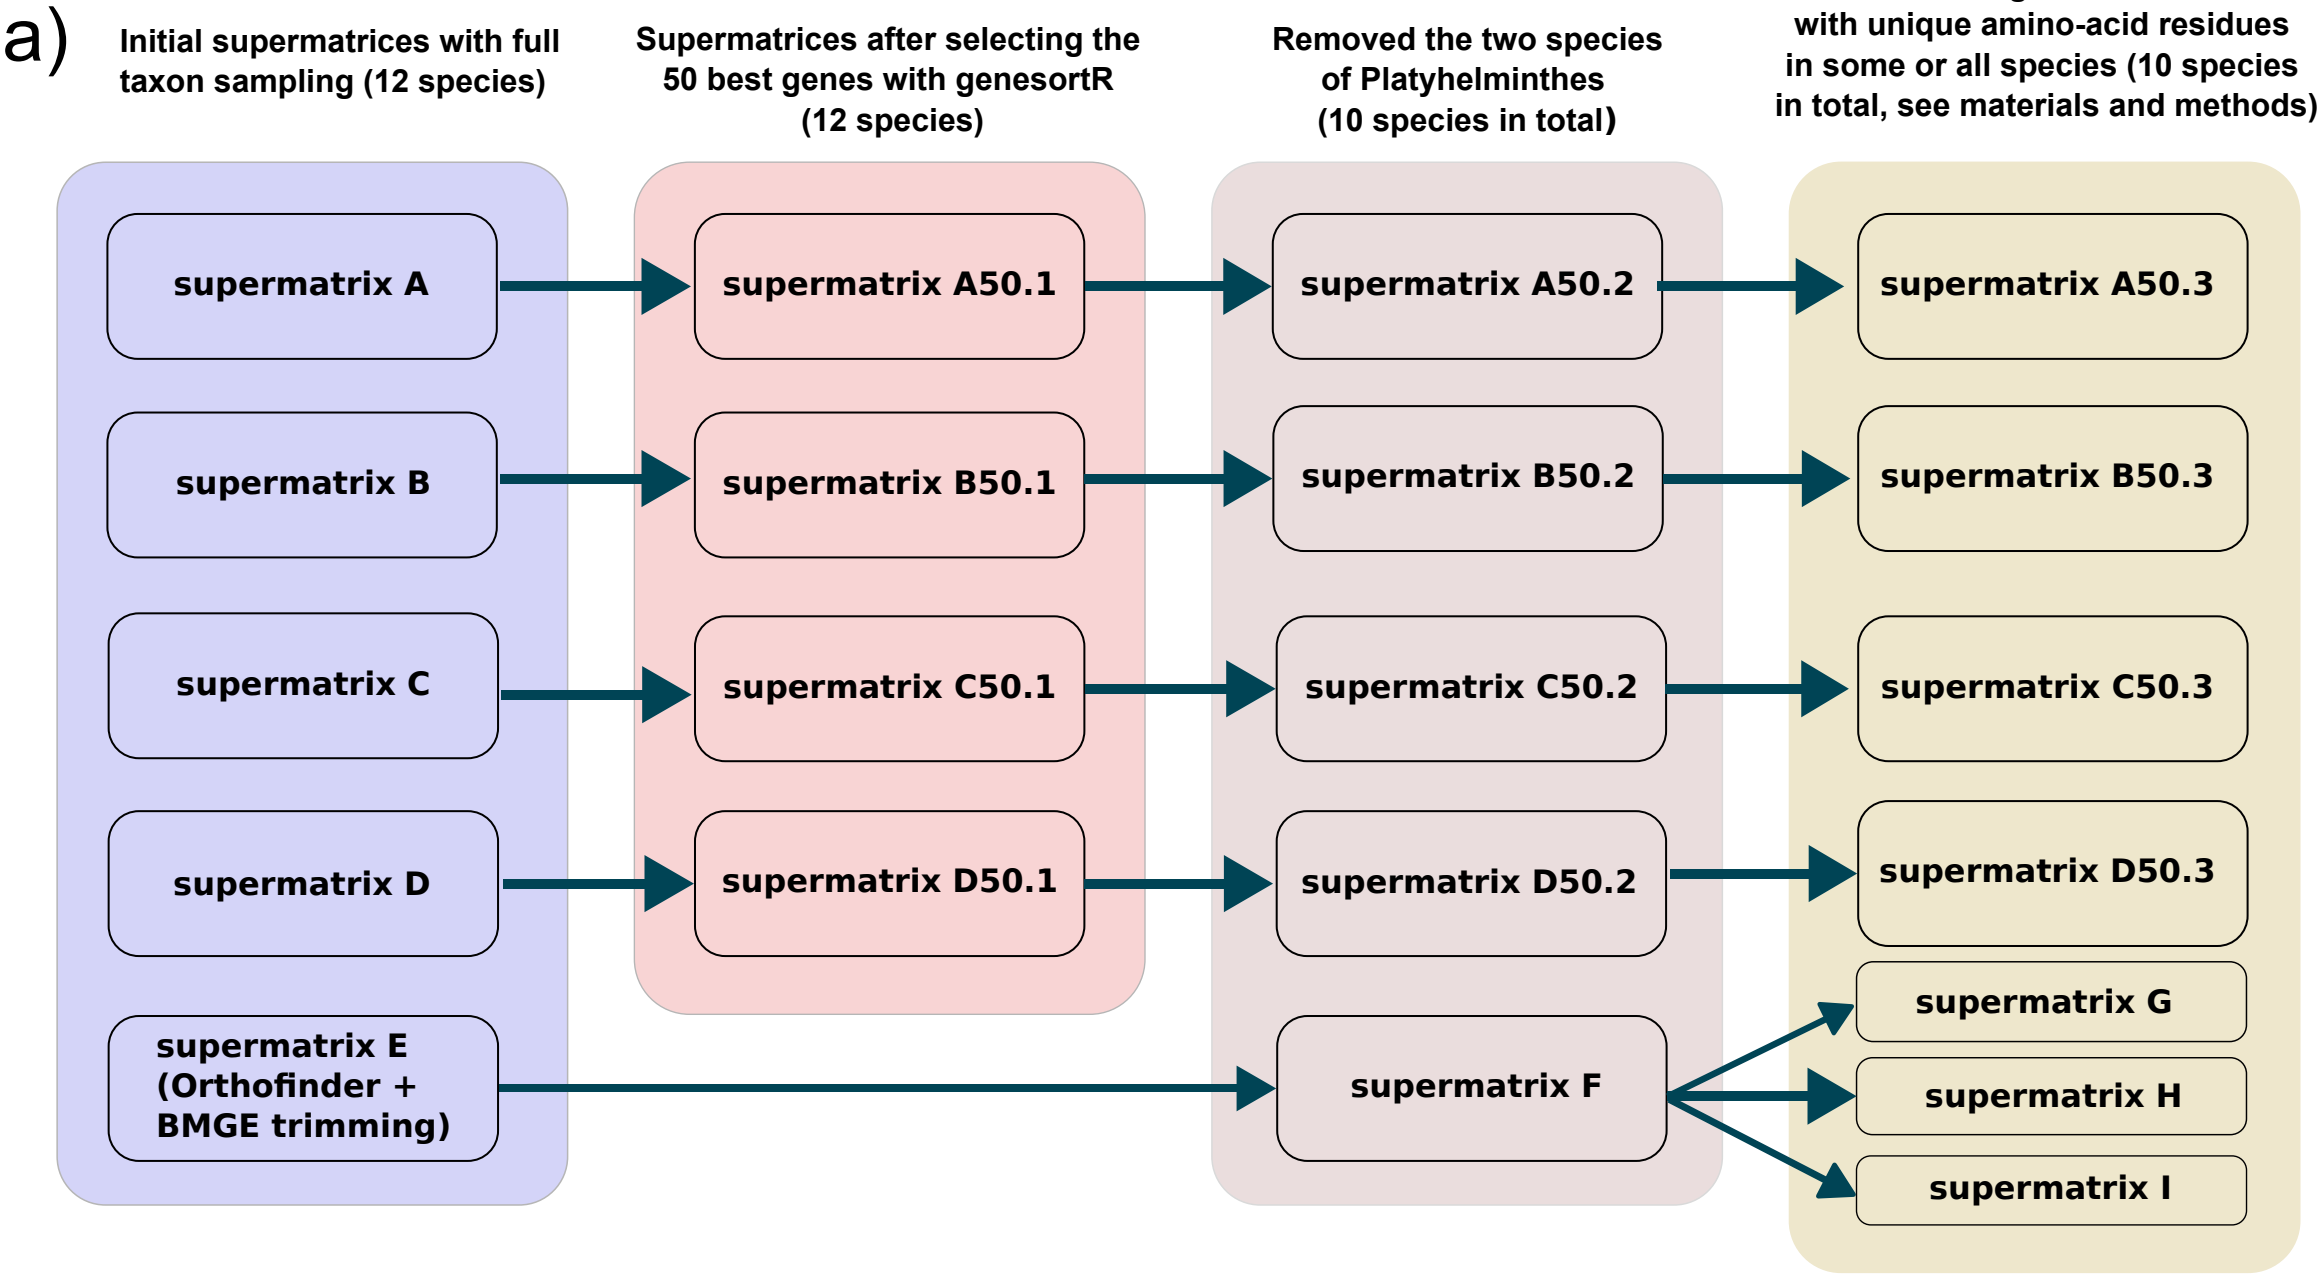 a)
Initial supermatrices with full
taxon sampling (12 species)
Supermatrices after selecting the
50 best genes with genesortR
(12 species)
Removed the two species
of Platyhelminthes
(10 species in total)
with unique amino-acid residues
in some or all species (10 species
in total, see materials and methods)
supermatrix A
supermatrix A50.1
supermatrix A50.2
supermatrix A50.3
supermatrix B
supermatrix B50.1
supermatrix B50.2
supermatrix B50.3
supermatrix C
supermatrix C50.1
supermatrix C50.2
supermatrix C50.3
supermatrix D
supermatrix D50.1
supermatrix D50.2
supermatrix D50.3
supermatrix E
(Orthofinder +
BMGE trimming)
supermatrix F
supermatrix G
supermatrix H
supermatrix I